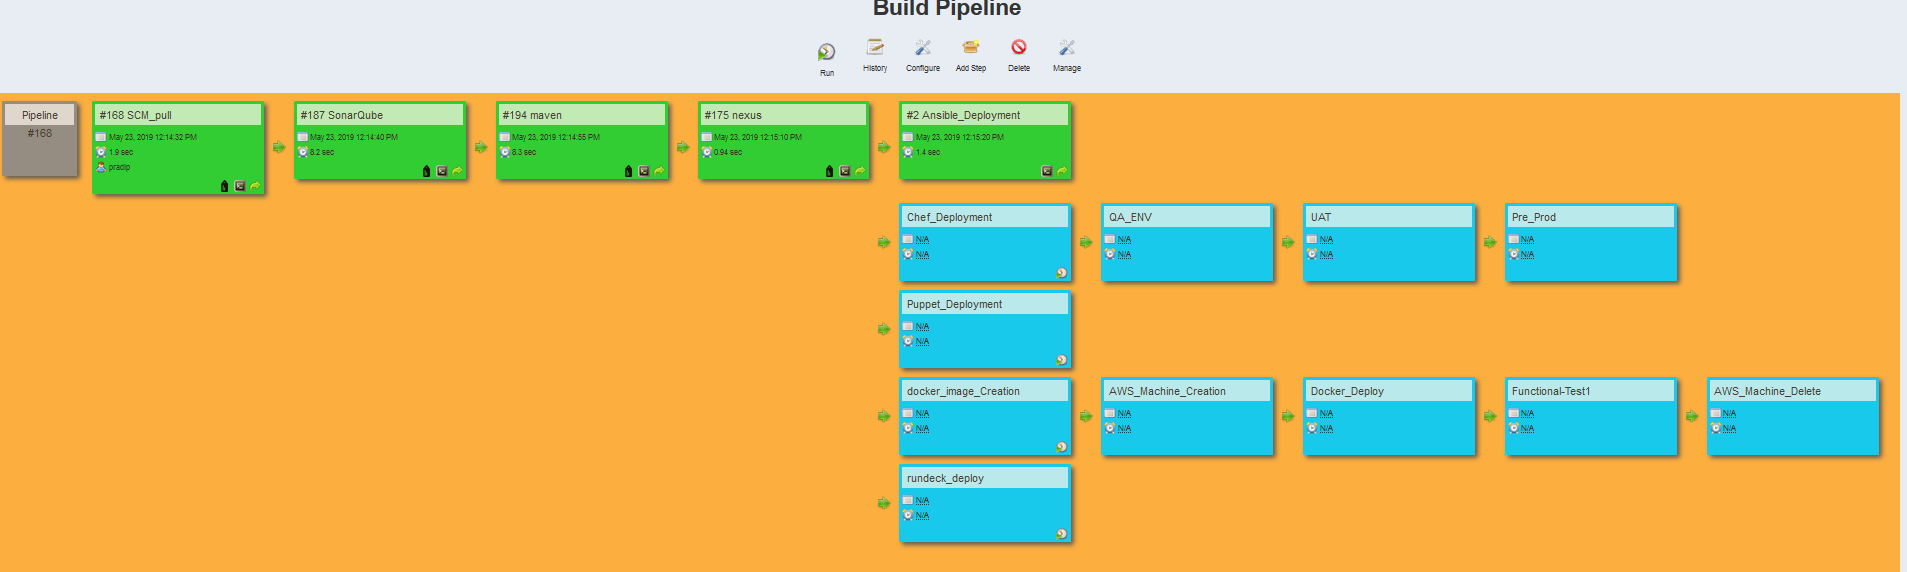 Build Pipeline
Run
History
Configure
Add Step
Delete
Manage
Pipeline
#168
#168 SCM_pull
May 23, 2019 12:14:32 PM
1.9 sec
pradip
#187 SonarQube
May 23, 2019 12:14:40 PM
8.2 sec
#194 maven
May 23, 2019 12:14:55 PM
8.3 sec
#175 nexus
May 23, 2019 12:15:10 PM
0.94 sec
#2 Ansible_Deployment
May 23, 2019 12:15:20 PM
1.4 sec
Chef_Deployment
N/A
N/A
QA_ENV
N/A
N/A
UAT
N/A
N/A
Pre_Prod
N/A
N/A
Puppet_Deployment
N/A
N/A
docker_image_Creation
N/A
N/A
AWS_Machine_Creation
N/A
N/A
Docker_Deploy
N/A
N/A
Functional-Test1
N/A
N/A
AWS_Machine_Delete
N/A
N/A
rundeck_deploy
N/A
N/A